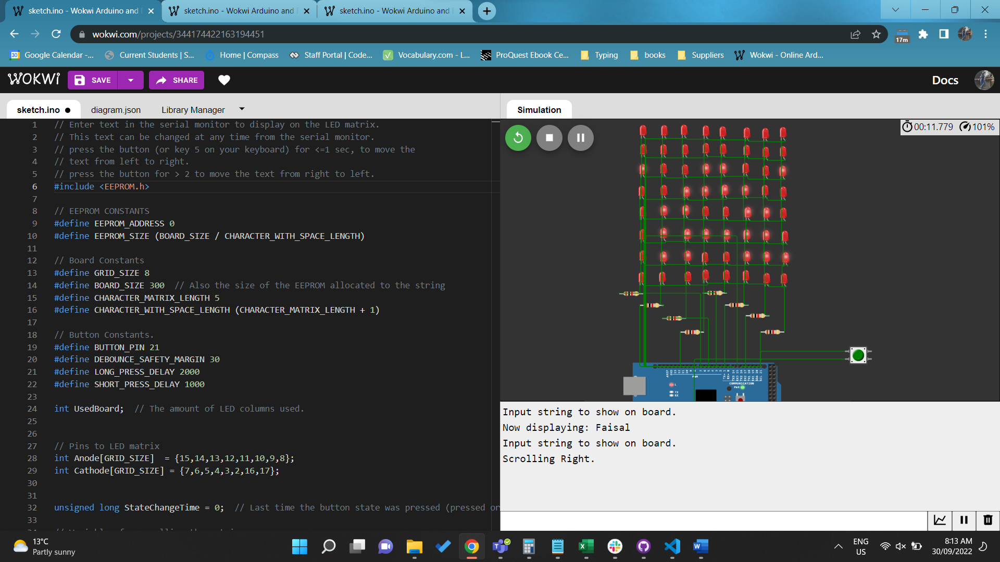 sketch.ino - Wokwi Arduino and
sketch.ino - Wokwi Arduino and
sketch.ino - Wokwi Arduino and
wokwi.com/projects/344174422163194451
17m
Google Calendar -...
Current Students | S...
Home | Compass
Staff Portal | Code...
Vocabulary.com - L...
ProQuest Ebook Ce...
Typing
books
Suppliers
Wokwi - Online Ard...
WOKWI
SAVE
SHARE
Docs
sketch.ino
diagram.json
Library Manager
Simulation
1 // Enter text in the serial monitor to display on the LED matrix.
2 // This text can be changed at any time from the serial monitor.
3 // press the button (or key 5 on your keyboard) for <=1 sec, to move the
4 // text from left to right.
5 // press the button for > 2 to move the text from right to left.
6 #include <EEPROM.h>
7
8 // EEPROM CONSTANTS
9 #define EEPROM_ADDRESS 0
10 #define EEPROM_SIZE (BOARD_SIZE / CHARACTER_WITH_SPACE_LENGTH)
11
12 // Board Constants
13 #define GRID_SIZE 8
14 #define BOARD_SIZE 300  // Also the size of the EEPROM allocated to the string
15 #define CHARACTER_MATRIX_LENGTH 5
16 #define CHARACTER_WITH_SPACE_LENGTH (CHARACTER_MATRIX_LENGTH + 1)
17
18 // Button Constants.
19 #define BUTTON_PIN 21
20 #define DEBOUNCE_SAFETY_MARGIN 30
21 #define LONG_PRESS_DELAY 2000
22 #define SHORT_PRESS_DELAY 1000
23
24 int UsedBoard;  // The amount of LED columns used.
25
26
27 // Pins to LED matrix
28 int Anode[GRID_SIZE]  = {15,14,13,12,11,10,9,8};
29 int Cathode[GRID_SIZE] = {7,6,5,4,3,2,16,17};
30
31
32 unsigned long StateChangeTime = 0;  // Last time the button state was pressed (pressed or
33
00:11.779
101%
COMMUNICATION
PWR
L
TX
RX
Input string to show on board.
Now displaying: Faisal
Input string to show on board.
Scrolling Right.
13°C
Partly sunny
ENG
US
8:13 AM
30/09/2022